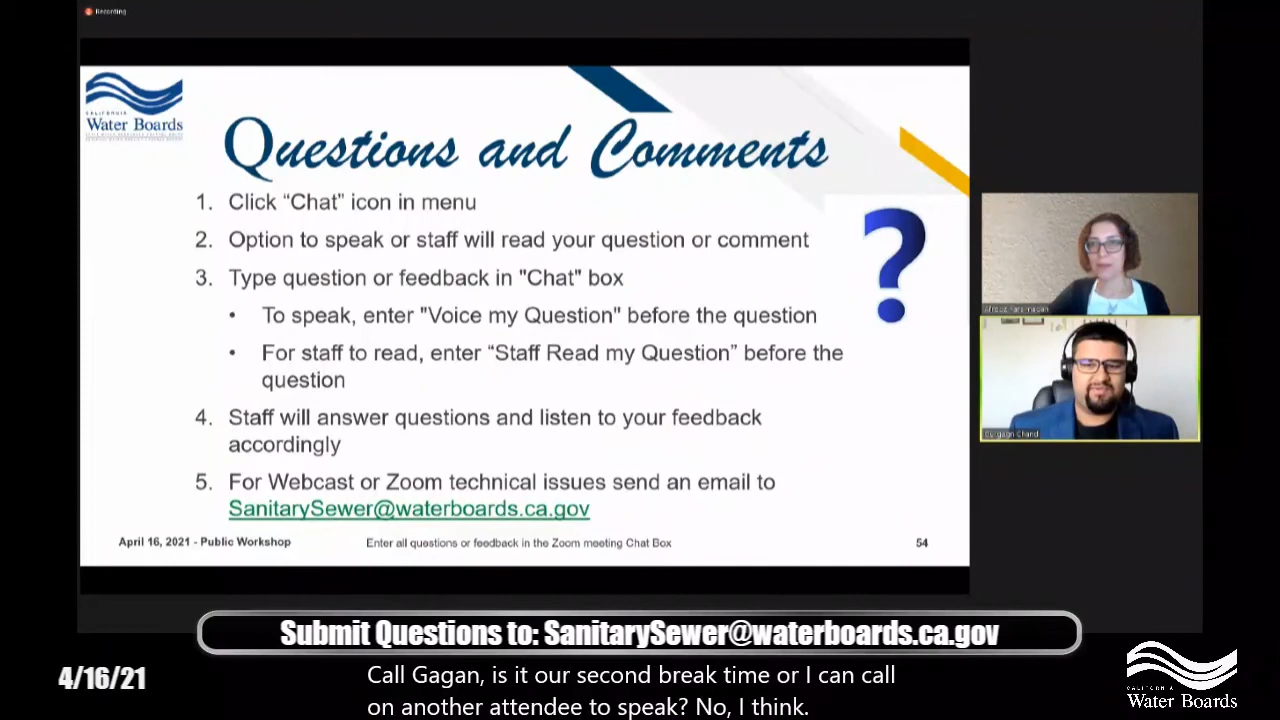 Recording
CALIFORNIA
Water Boards
Questions and Comments
1. Click “Chat” icon in menu
2. Option to speak or staff will read your question or comment
3. Type question or feedback in "Chat" box
• To speak, enter "Voice my Question" before the question
• For staff to read, enter “Staff Read my Question” before the
question
4. Staff will answer questions and listen to your feedback
accordingly
5. For Webcast or Zoom technical issues send an email to
SanitarySewer@waterboards.ca.gov
April 16, 2021 - Public Workshop
Enter all questions or feedback in the Zoom meeting Chat Box
54
?
Chand
Submit Questions to: SanitarySewer@waterboards.ca.gov
4/16/21
Call Gagan, is it our second break time or I can call
on another attendee to speak? No, I think.
CALIFORNIA
Water Boards